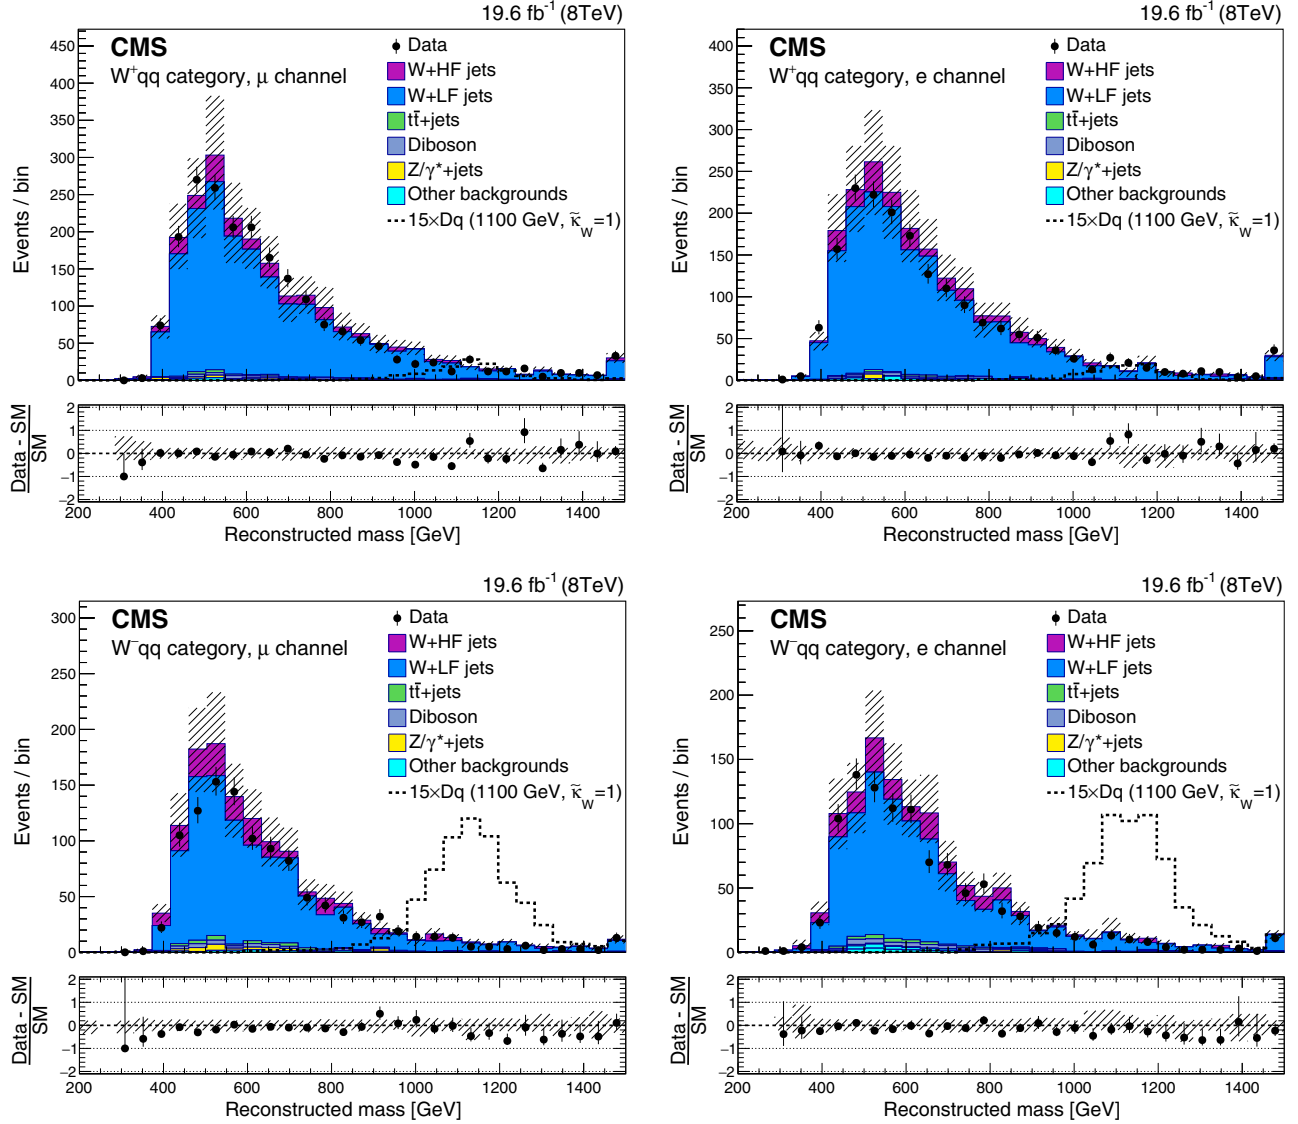 19.6 fb⁻¹ (8TeV)
CMS
W⁺qq category, μ channel
Data
W+HF jets
W+LF jets
tt̄+jets
Diboson
Z/γ*+jets
Other backgrounds
15×Dq (1100 GeV, κ̃_W=1)
Events / bin
450
400
350
300
250
200
150
100
50
0
Data - SM
SM
2
1
0
−1
−2
200 400 600 800 1000 1200 1400
Reconstructed mass [GeV]
19.6 fb⁻¹ (8TeV)
CMS
W⁺qq category, e channel
Data
W+HF jets
W+LF jets
tt̄+jets
Diboson
Z/γ*+jets
Other backgrounds
15×Dq (1100 GeV, κ̃_W=1)
Events / bin
400
350
300
250
200
150
100
50
0
Data - SM
SM
2
1
0
−1
−2
200 400 600 800 1000 1200 1400
Reconstructed mass [GeV]
19.6 fb⁻¹ (8TeV)
CMS
W⁻qq category, μ channel
Data
W+HF jets
W+LF jets
tt̄+jets
Diboson
Z/γ*+jets
Other backgrounds
15×Dq (1100 GeV, κ̃_W=1)
Events / bin
300
250
200
150
100
50
0
Data - SM
SM
2
1
0
−1
−2
200 400 600 800 1000 1200 1400
Reconstructed mass [GeV]
19.6 fb⁻¹ (8TeV)
CMS
W⁻qq category, e channel
Data
W+HF jets
W+LF jets
tt̄+jets
Diboson
Z/γ*+jets
Other backgrounds
15×Dq (1100 GeV, κ̃_W=1)
Events / bin
250
200
150
100
50
0
Data - SM
SM
2
1
0
−1
−2
200 400 600 800 1000 1200 1400
Reconstructed mass [GeV]